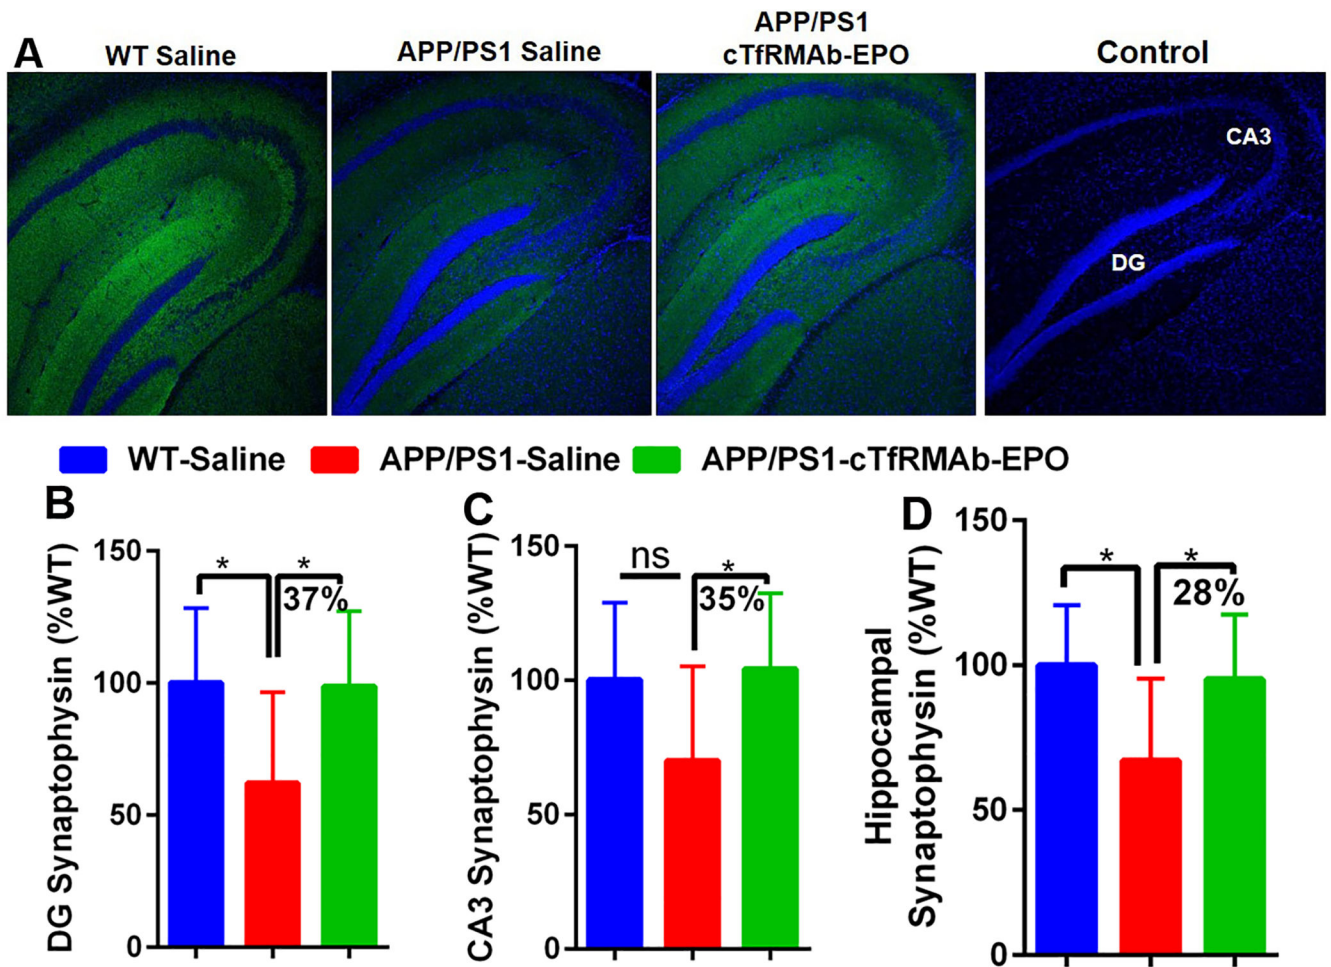 A
WT Saline
APP/PS1 Saline
APP/PS1
cTfRMAb-EPO
Control
CA3
DG
WT-Saline
APP/PS1-Saline
APP/PS1-cTfRMAb-EPO
B
DG Synaptophysin (%WT)
150
100
50
0
*
*
37%
C
CA3 Synaptophysin (%WT)
150
100
50
0
ns
*
35%
D
Hippocampal
Synaptophysin (%WT)
150
100
50
0
*
*
28%